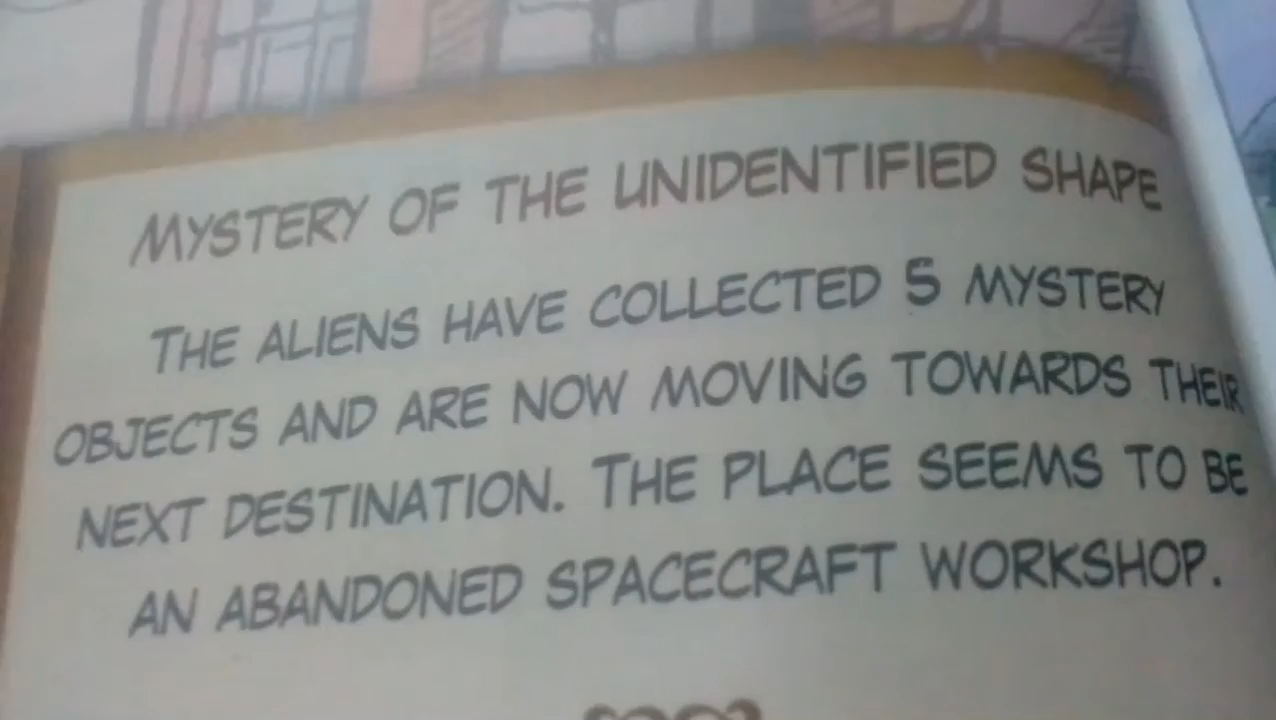 MYSTERY OF THE UNIDENTIFIED SHAPE
THE ALIENS HAVE COLLECTED 5 MYSTERY
OBJECTS AND ARE NOW MOVING TOWARDS THEIR
NEXT DESTINATION. THE PLACE SEEMS TO BE
AN ABANDONED SPACECRAFT WORKSHOP.